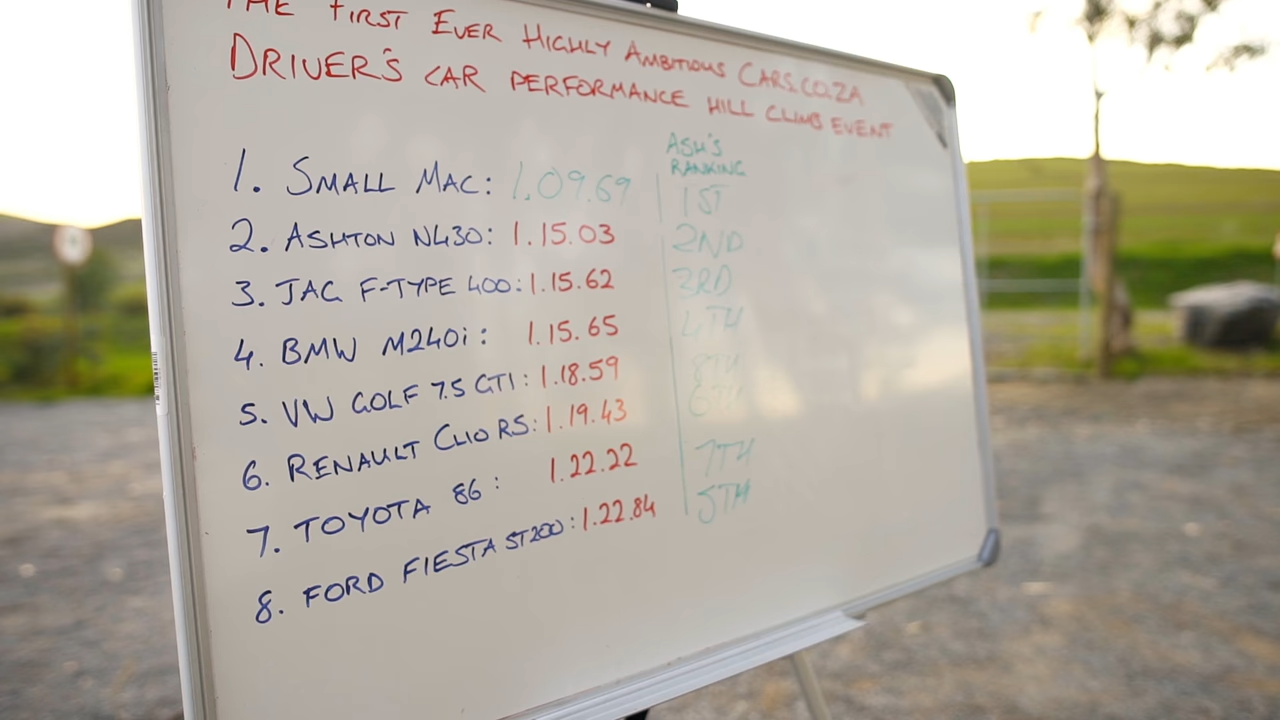 THE FIRST EVER HIGHLY AMBITIOUS CARS.CO.ZA
DRIVER'S CAR PERFORMANCE HILL CLIMB EVENT
ASH'S
RANKING
1. SMALL MAC: 1.09.69 1ST
2. ASHTON N430: 1.15.03 2ND
3. JAG F-TYPE 400: 1.15.62 3RD
4. BMW M240i: 1.15.65 4TH
5. VW GOLF 7.5 GTI: 1.18.59 8TH
6. RENAULT CLIO RS: 1.19.43 6TH
7. TOYOTA 86: 1.22.22 7TH
8. FORD FIESTA ST200: 1.22.84 5TH